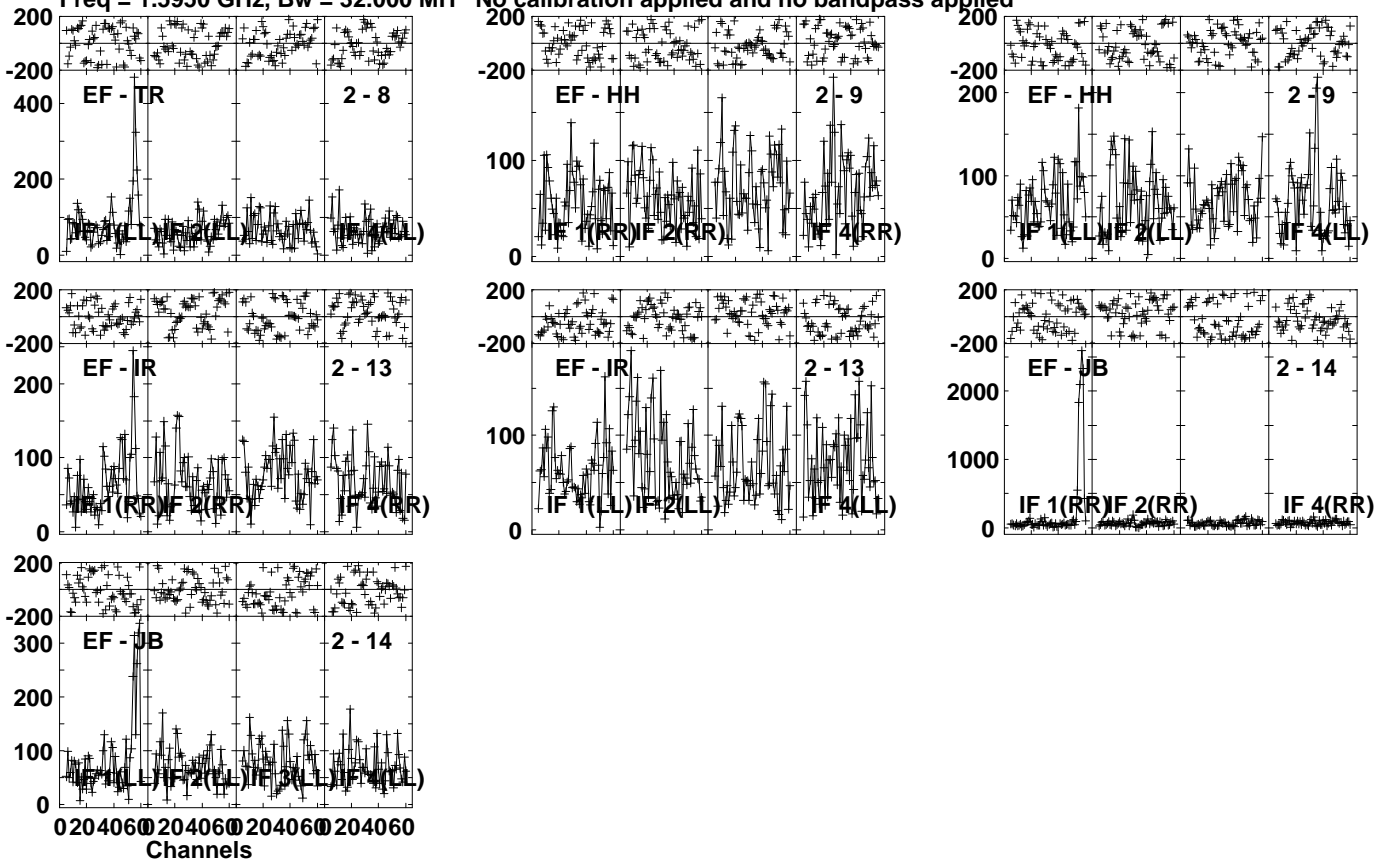 Freq = 1.5950 GHz, Bw = 32.000 MH No calibration applied and no bandpass applied
200
-200
EF - TR 2 - 8
400
200
0
IF 1(LL) IF 2(LL) IF 4(LL)
200
-200
EF - HH 2 - 9
100
0
IF 1(RR) IF 2(RR) IF 4(RR)
200
-200
EF - HH 2 - 9
200
100
0
IF 1(LL) IF 2(LL) IF 4(LL)
200
-200
EF - IR 2 - 13
200
100
0
IF 1(RR) IF 2(RR) IF 4(RR)
200
-200
EF - IR 2 - 13
100
0
IF 1(LL) IF 2(LL) IF 4(LL)
200
-200
EF - JB 2 - 14
2000
1000
0
IF 1(RR) IF 2(RR) IF 4(RR)
200
-200
EF - JB 2 - 14
300
200
100
0
IF 1(LL) IF 2(LL) IF 3(LL) IF 4(LL)
0 20 40 60 0 20 40 60 0 20 40 60 0 20 40 60
Channels